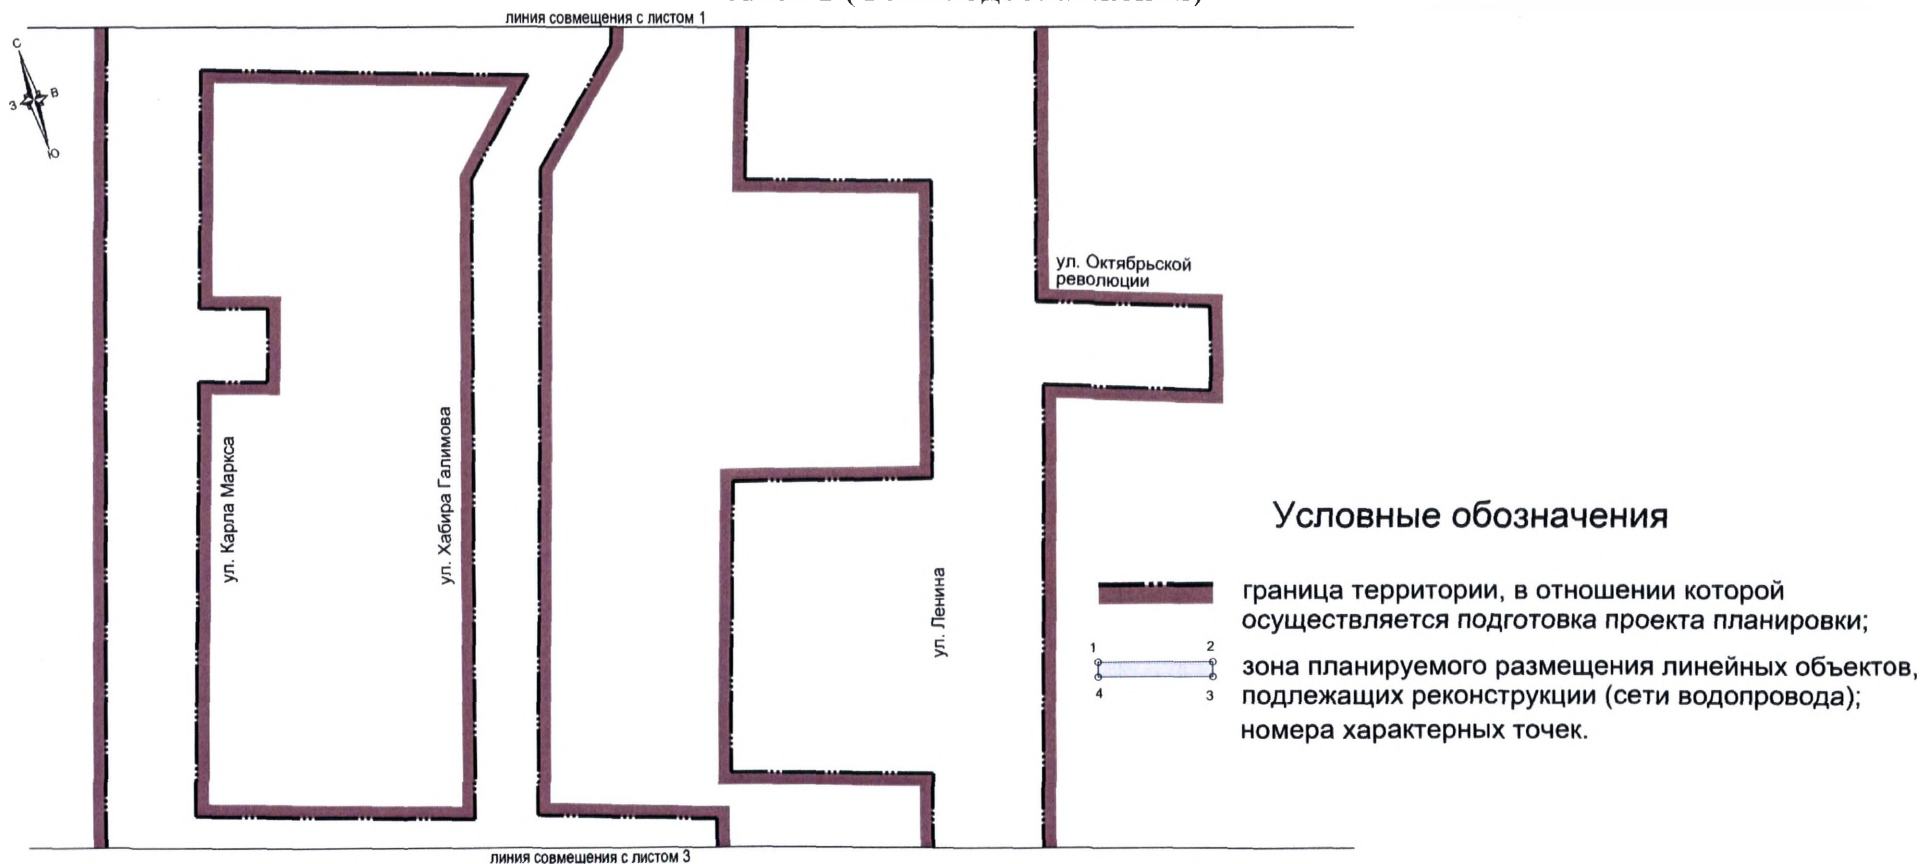 линия совмещения с листом 1
С
В
З
Ю
ул. Октябрьской
революции
ул. Карла Маркса
ул. Хабира Галимова
ул. Ленина
Условные обозначения
граница территории, в отношении которой
осуществляется подготовка проекта планировки;
1 2
зона планируемого размещения линейных объектов,
4 3
подлежащих реконструкции (сети водопровода);
номера характерных точек.
линия совмещения с листом 3